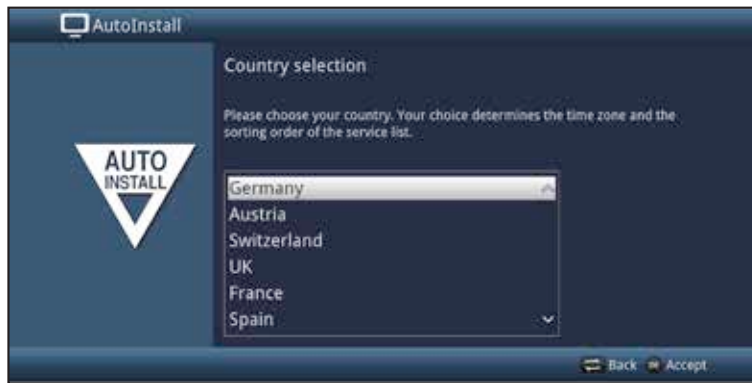 AutoInstall
Country selection
Please choose your country. Your choice determines the time zone and the
sorting order of the service list.
AUTO
INSTALL
Germany
Austria
Switzerland
UK
France
Spain
Back OK Accept